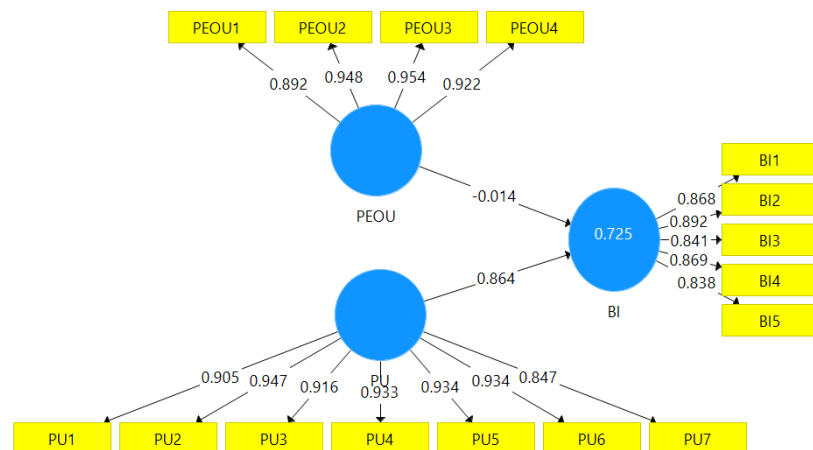 PEOU1 PEOU2 PEOU3 PEOU4
0.892 0.948 0.954 0.922
PEOU
-0.014
BI1
BI2
BI3
BI4
BI5
0.868
0.892
0.841
0.869
0.838
0.725
BI
0.864
PU
0.905 0.947 0.916 0.933 0.934 0.934 0.847
PU1 PU2 PU3 PU4 PU5 PU6 PU7